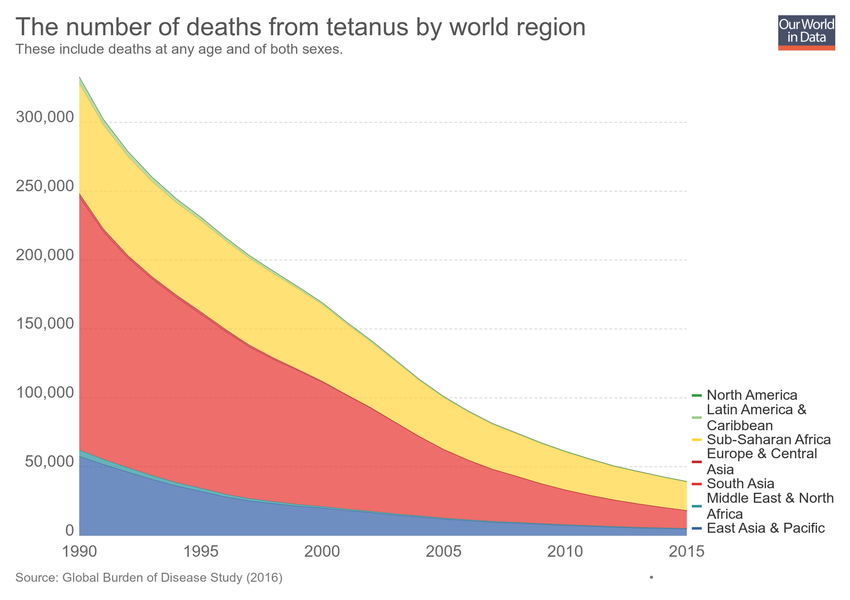 The number of deaths from tetanus by world region
These include deaths at any age and of both sexes.
Our World
in Data
300,000
250,000
200,000
150,000
100,000
50,000
0
1990
1995
2000
2005
2010
2015
North America
Latin America &
Caribbean
Sub-Saharan Africa
Europe & Central
Asia
South Asia
Middle East & North
Africa
East Asia & Pacific
Source: Global Burden of Disease Study (2016)